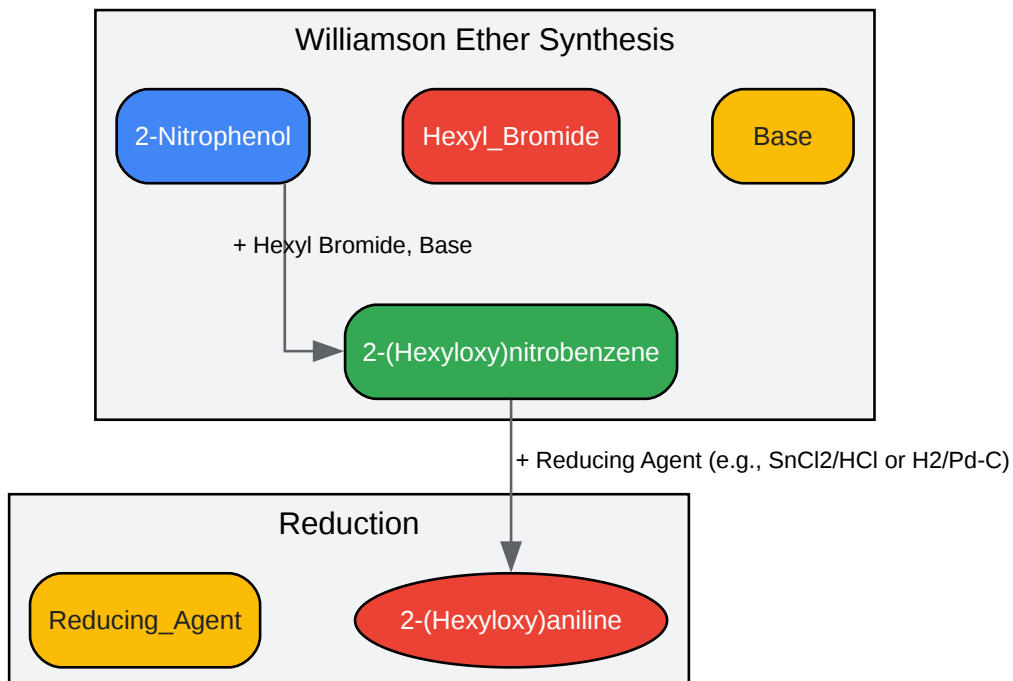 Williamson Ether Synthesis
2-Nitrophenol
Hexyl_Bromide
Base
+ Hexyl Bromide, Base
2-(Hexyloxy)nitrobenzene
+ Reducing Agent (e.g., SnCl2/HCl or H2/Pd-C)
Reduction
Reducing_Agent
2-(Hexyloxy)aniline